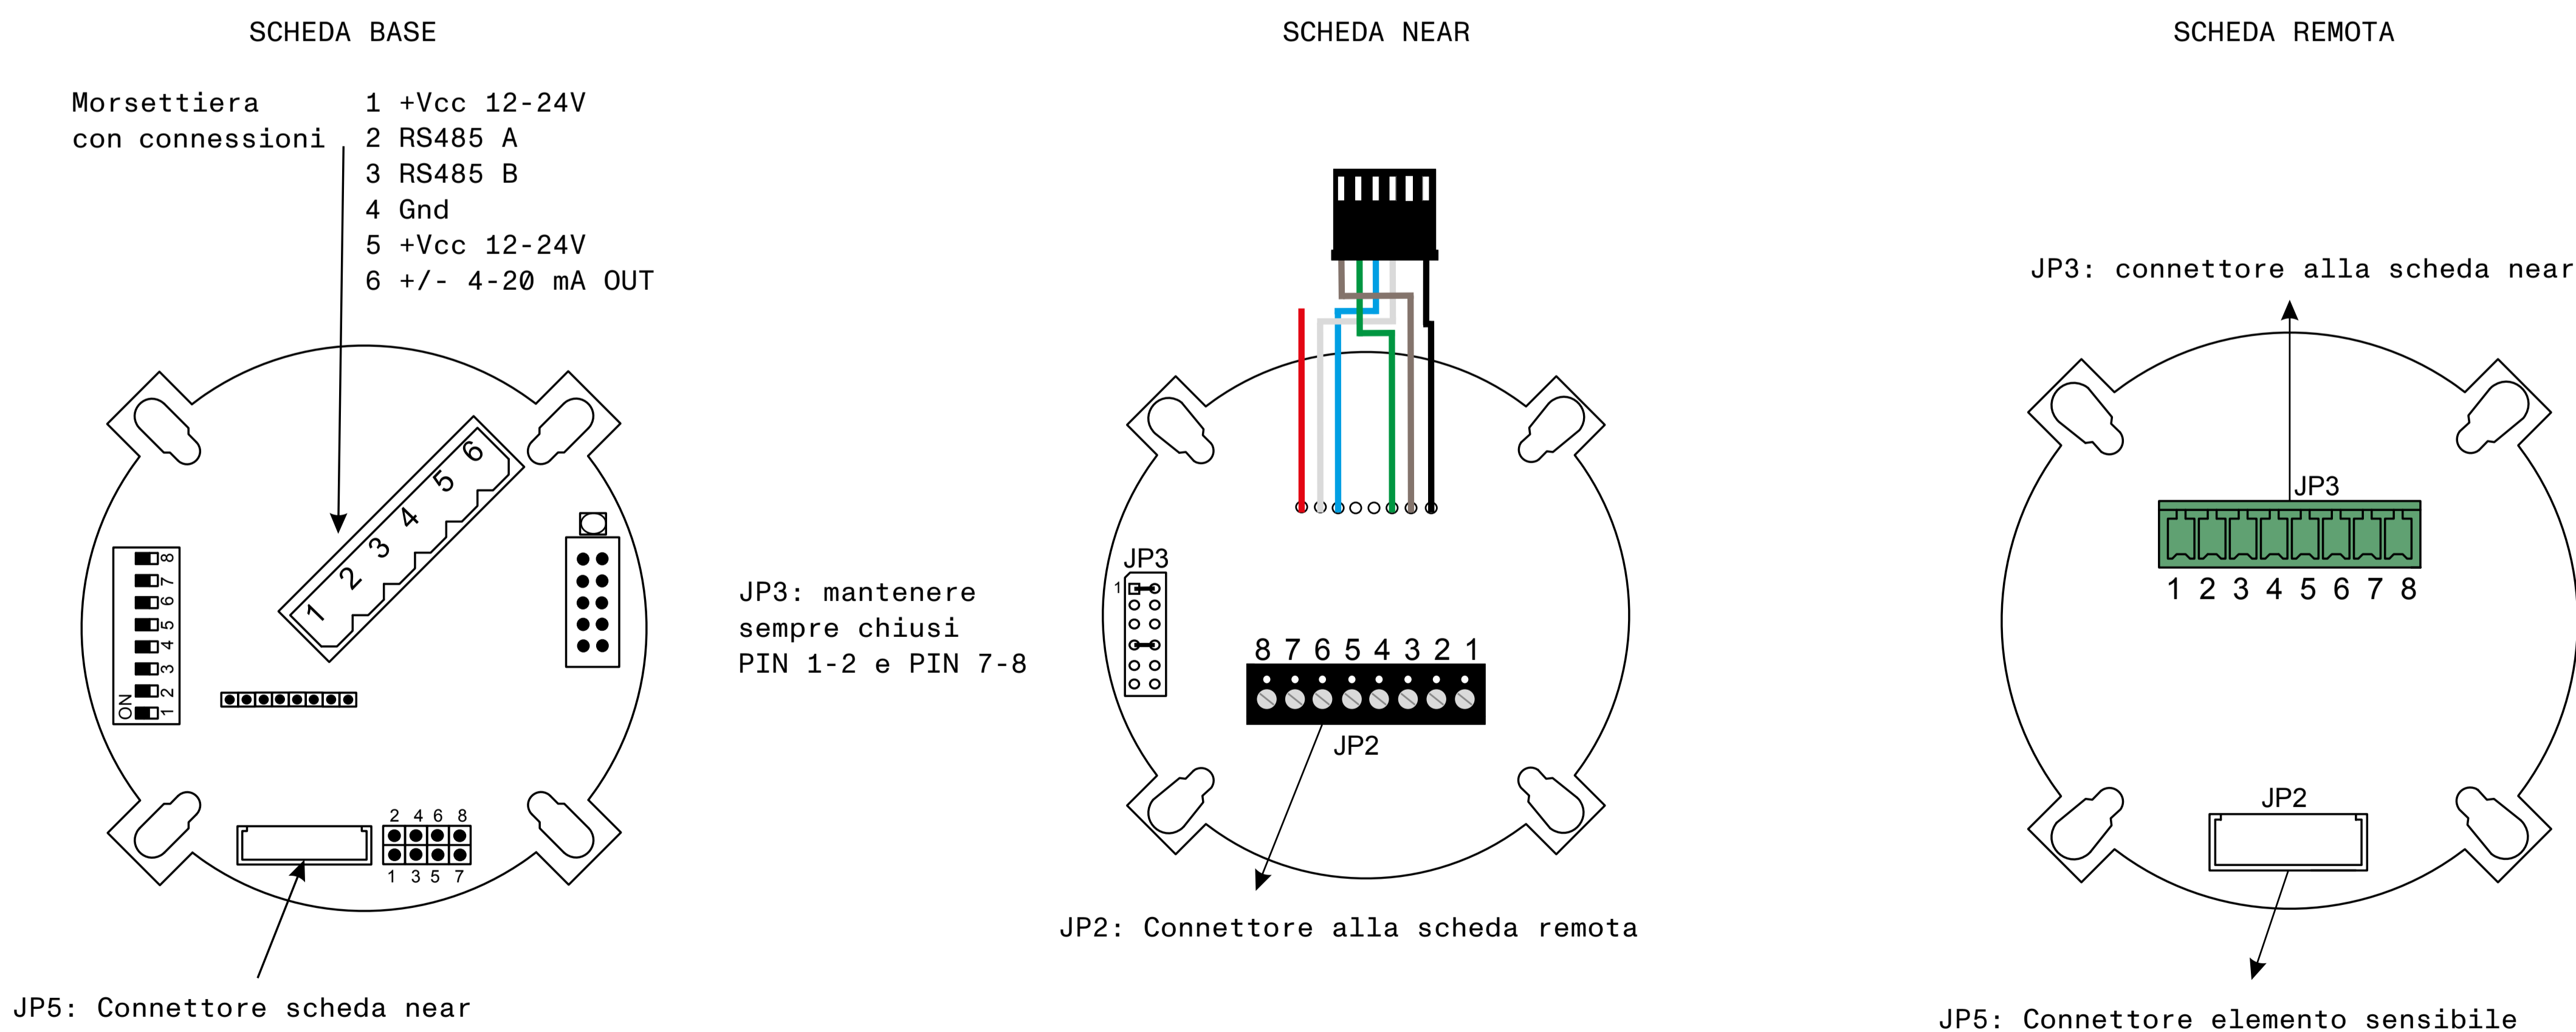 SCHEDA BASE
Morsettiera
con connessioni
1 +Vcc 12-24V
2 RS485 A
3 RS485 B
4 Gnd
5 +Vcc 12-24V
6 +/- 4-20 mA OUT
1 2 3 4 5 6
8
7
6
5
4
3
2
1
ON
2 4 6 8
1 3 5 7
JP5: Connettore scheda near
SCHEDA NEAR
JP3
1
JP3: mantenere
sempre chiusi
PIN 1-2 e PIN 7-8
8 7 6 5 4 3 2 1
JP2
JP2: Connettore alla scheda remota
SCHEDA REMOTA
JP3: connettore alla scheda near
JP3
1 2 3 4 5 6 7 8
JP2
JP5: Connettore elemento sensibile